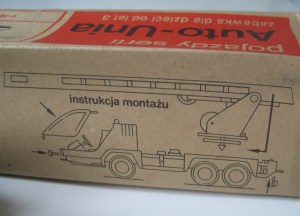 pojazdy serii
Auto-Unia
zabawka dla dzieci od lat 3
instrukcja montażu